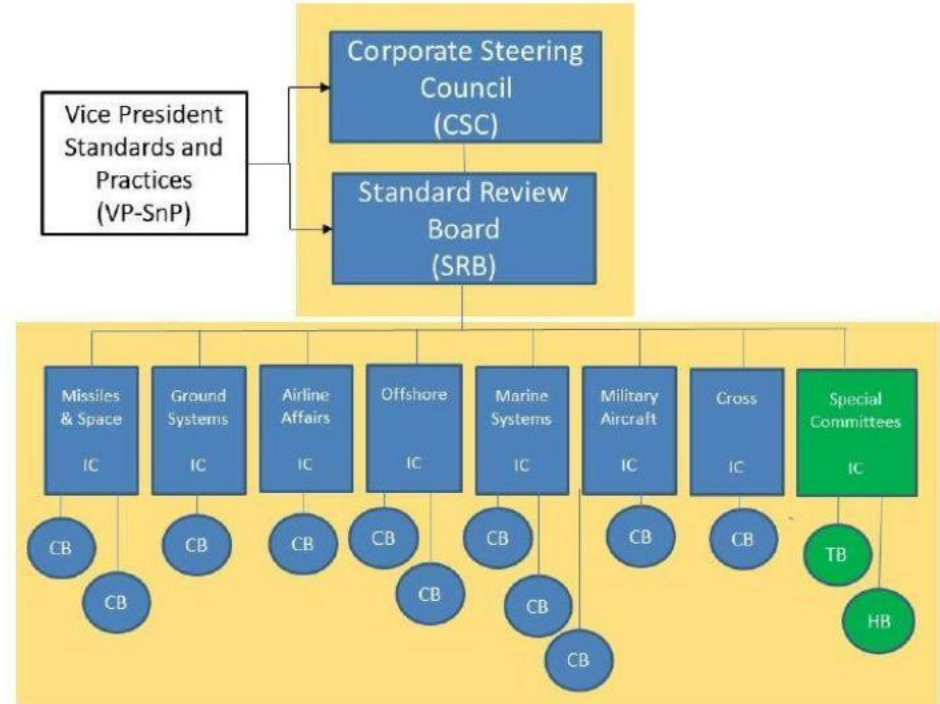 Corporate Steering
Council
(CSC)
Vice President
Standards and
Practices
(VP-SnP)
Standard Review
Board
(SRB)
Missiles
& Space
IC
Ground
Systems
IC
Airline
Affairs
IC
Offshore
IC
Marine
Systems
IC
Military
Aircraft
IC
Cross
IC
Special
Committees
IC
CB
CB
CB
CB
CB
CB
CB
CB
CB
CB
CB
TB
HB